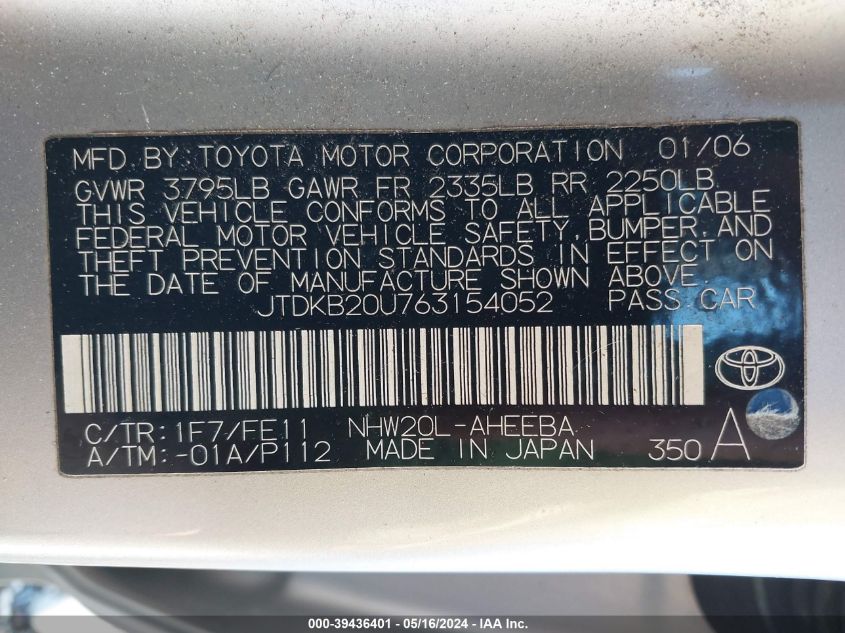 MFD BY TOYOTA MOTOR CORPORATION 01/06
GVWR 3795LB GAWR FR 2335LB RR 2250LB
THIS VEHICLE CONFORMS TO ALL APPLICABLE
FEDERAL MOTOR VEHICLE SAFETY, BUMPER, AND
THEFT PREVENTION STANDARDS IN EFFECT ON
THE DATE OF MANUFACTURE SHOWN ABOVE.
JTDKB20U763154052 PASS CAR
C/TR: 1F7/FE11 NHW20L-AHEEBA
A/TM: -01A/P112 MADE IN JAPAN 350 A
000-39436401 - 05/16/2024 - IAA Inc.